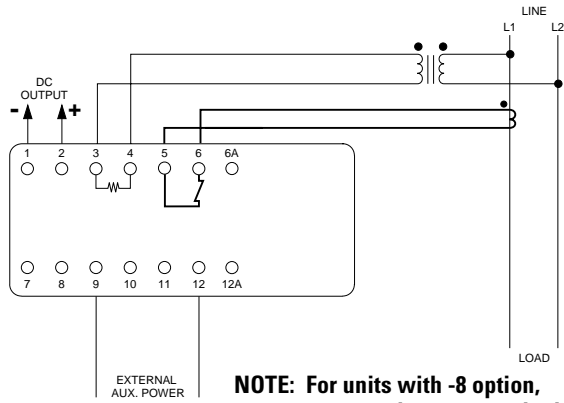 LINE
L1 L2
DC
OUTPUT
- +
1 2 3 4 5 6 6A
7 8 9 10 11 12 12A
LOAD
EXTERNAL
AUX. POWER
NOTE: For units with -8 option,